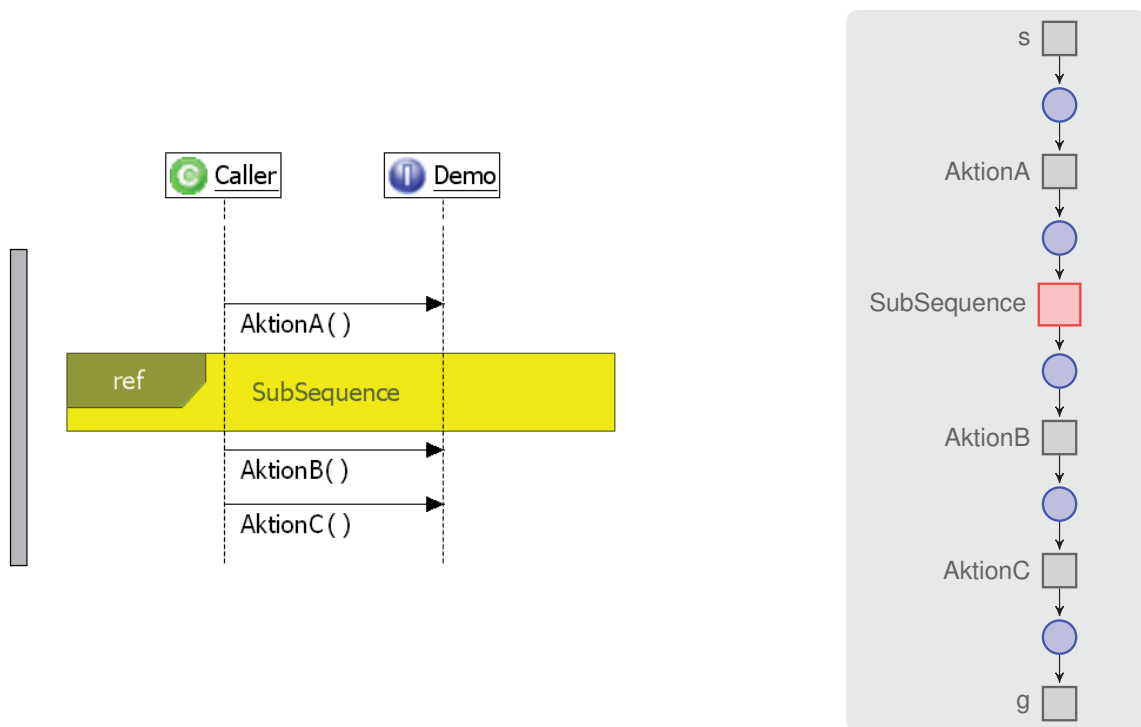 Caller
Demo
AktionA()
ref
SubSequence
AktionB()
AktionC()
s
AktionA
SubSequence
AktionB
AktionC
g